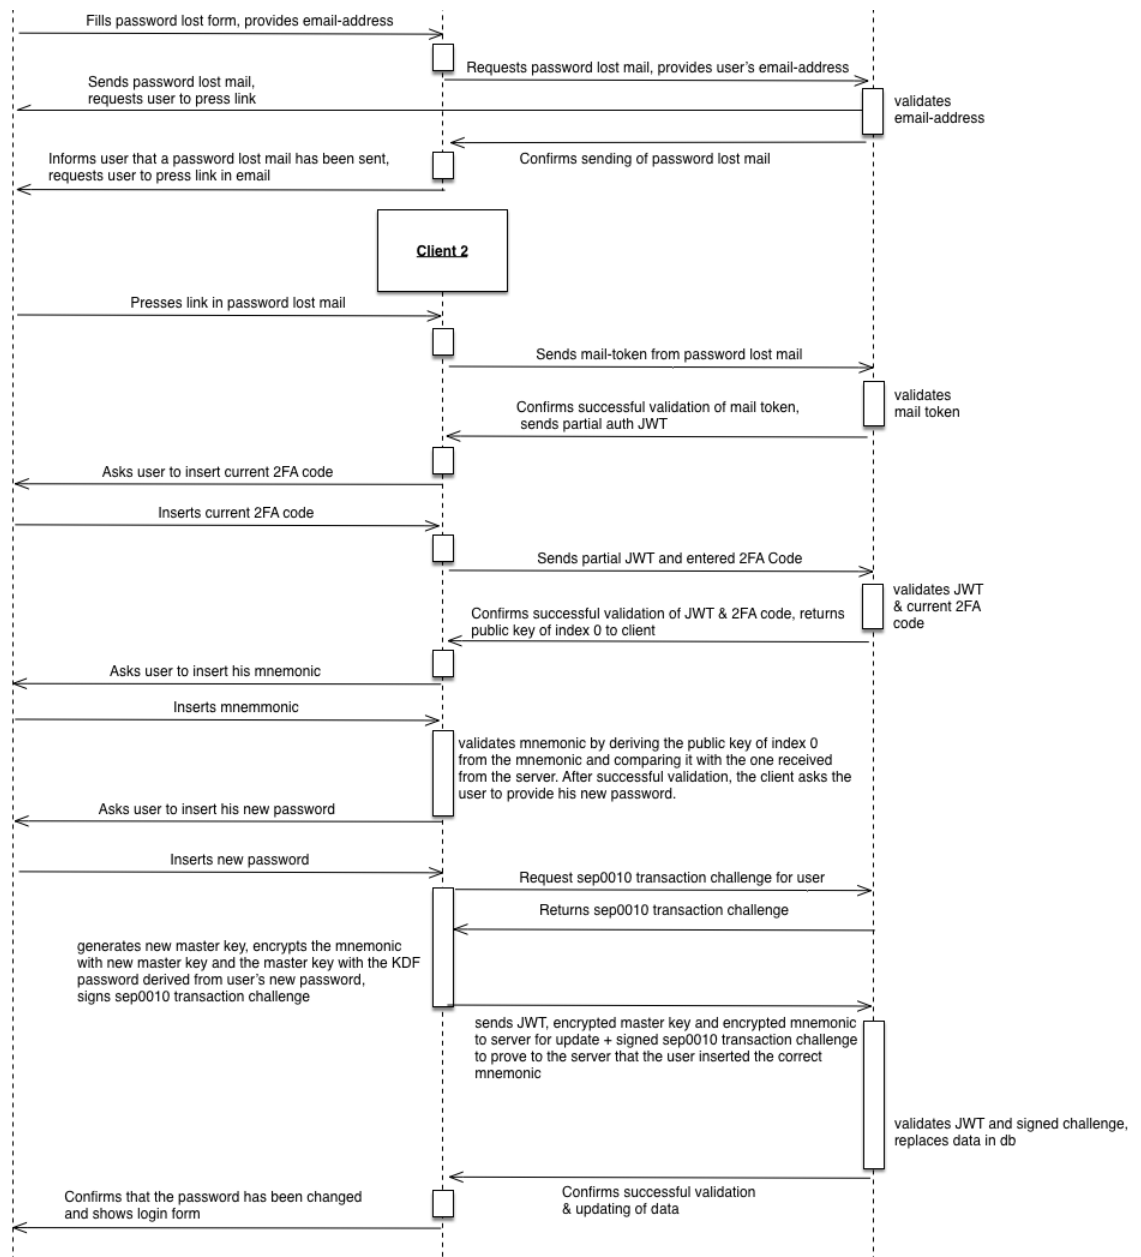 Fills password lost form, provides email-address
Requests password lost mail, provides user's email-address
Sends password lost mail,
requests user to press link
validates
email-address
Confirms sending of password lost mail
Informs user that a password lost mail has been sent,
requests user to press link in email
Client 2
Presses link in password lost mail
Sends mail-token from password lost mail
validates
mail token
Confirms successful validation of mail token,
sends partial auth JWT
Asks user to insert current 2FA code
Inserts current 2FA code
Sends partial JWT and entered 2FA Code
validates JWT
& current 2FA
code
Confirms successful validation of JWT & 2FA code, returns
public key of index 0 to client
Asks user to insert his mnemonic
Inserts mnemmonic
validates mnemonic by deriving the public key of index 0
from the mnemonic and comparing it with the one received
from the server. After successful validation, the client asks the
user to provide his new password.
Asks user to insert his new password
Inserts new password
Request sep0010 transaction challenge for user
Returns sep0010 transaction challenge
generates new master key, encrypts the mnemonic
with new master key and the master key with the KDF
password derived from user's new password,
signs sep0010 transaction challenge
sends JWT, encrypted master key and encrypted mnemonic
to server for update + signed sep0010 transaction challenge
to prove to the server that the user inserted the correct
mnemonic
validates JWT and signed challenge,
replaces data in db
Confirms successful validation
& updating of data
Confirms that the password has been changed
and shows login form